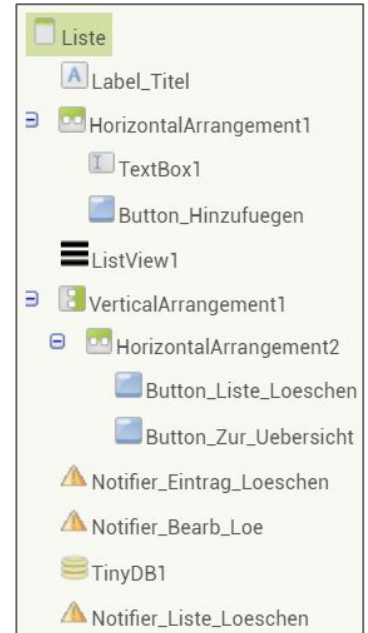 Liste
A Label_Titel
HorizontalArrangement1
TextBox1
Button_Hinzufuegen
ListView1
VerticalArrangement1
HorizontalArrangement2
Button_Liste_Loeschen
Button_Zur_Uebersicht
Notifier_Eintrag_Loeschen
Notifier_Bearb_Loe
TinyDB1
Notifier_Liste_Loeschen